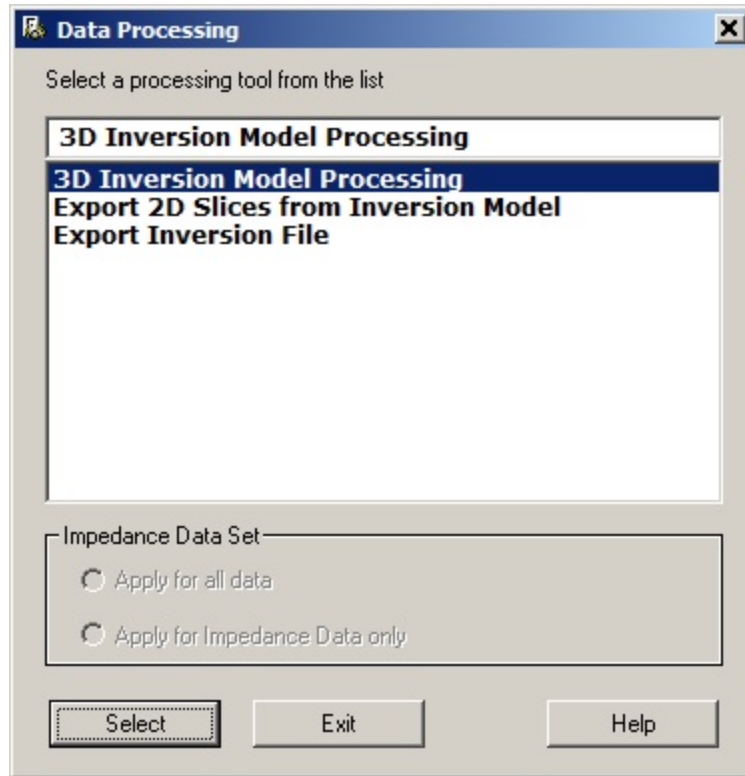 Data Processing
Select a processing tool from the list
3D Inversion Model Processing
3D Inversion Model Processing
Export 2D Slices from Inversion Model
Export Inversion File
Impedance Data Set
Apply for all data
Apply for Impedance Data only
Select Exit Help